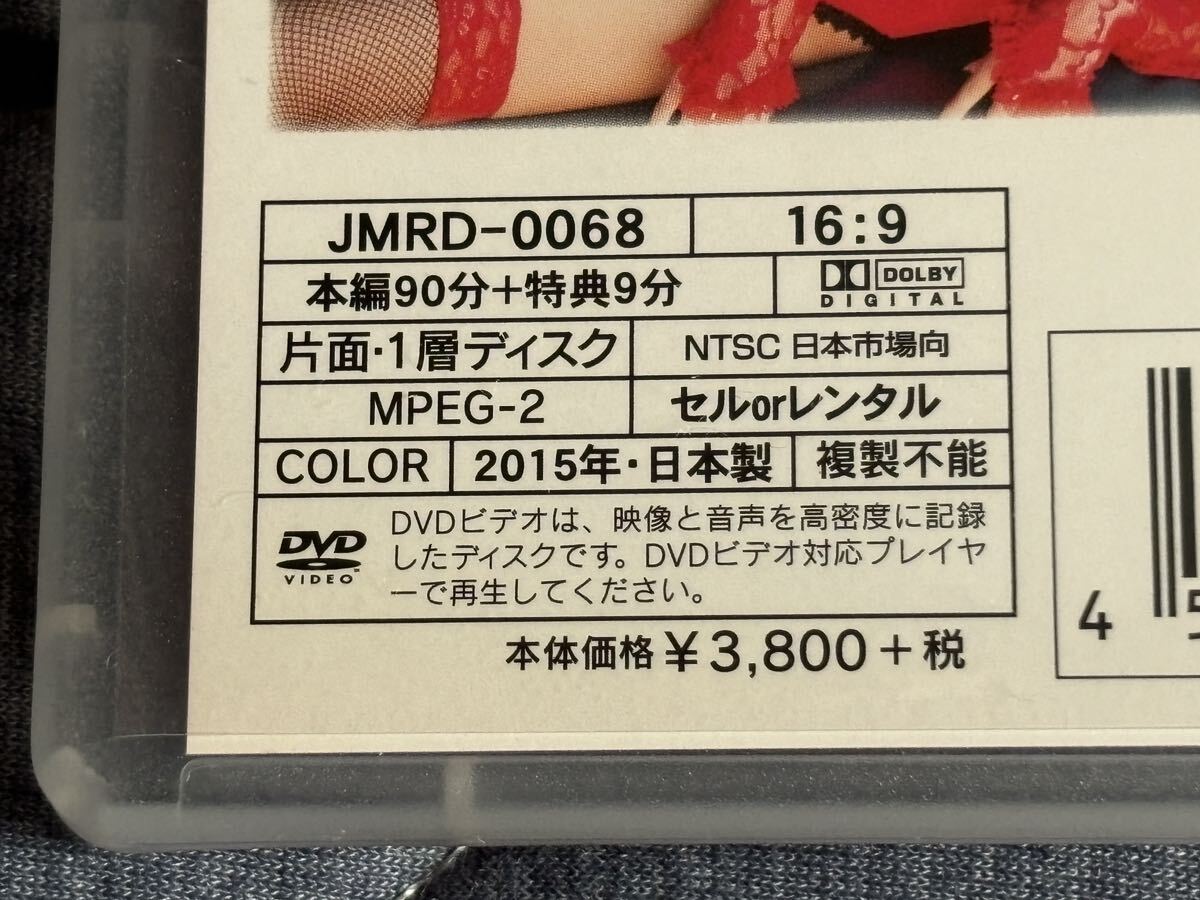 JMRD-0068 16:9
本編90分+特典9分 DOLBY DIGITAL
片面・1層ディスク NTSC 日本市場向
MPEG-2 セルorレンタル
COLOR 2015年・日本製 複製不能
DVD VIDEO
DVDビデオは、映像と音声を高密度に記録
したディスクです。DVDビデオ対応プレイヤ
ーで再生してください。
本体価格¥3,800+税
4